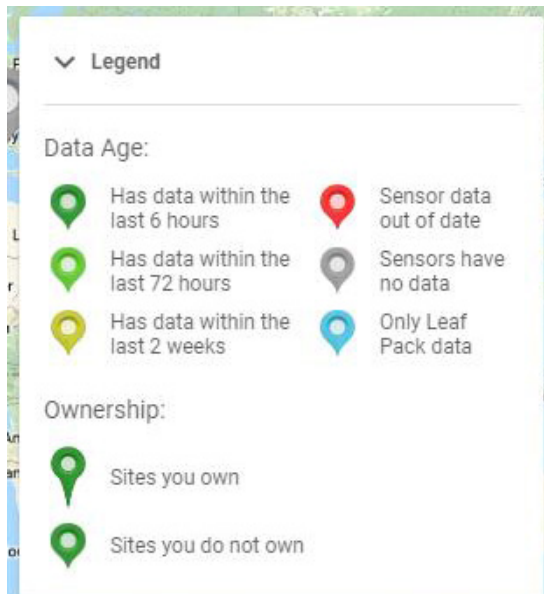 Legend
Data Age:
Has data within the
last 6 hours
Has data within the
last 72 hours
Has data within the
last 2 weeks
Sensor data
out of date
Sensors have
no data
Only Leaf
Pack data
Ownership:
Sites you own
Sites you do not own